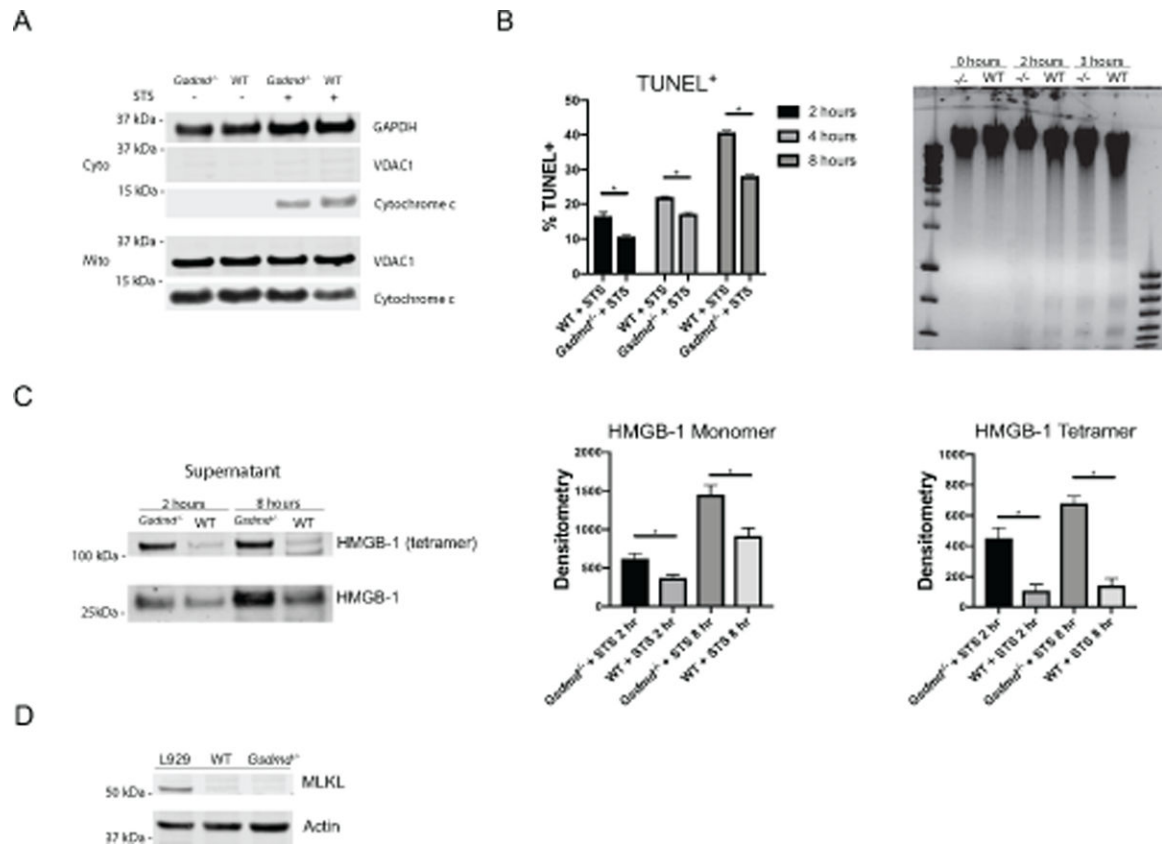 A
Gsdmd-/- WT Gsdmd-/- WT
STS - - + +
37 kDa - GAPDH
37 kDa -
Cyto VDAC1
15 kDa - Cytochrome c
37 kDa -
Mito VDAC1
15 kDa - Cytochrome c
B
TUNEL+
% TUNEL+
50
40
30
20
10
0
*
*
*
2 hours
4 hours
8 hours
WT + STS
Gsdmd-/- + STS
WT + STS
Gsdmd-/- + STS
WT + STS
Gsdmd-/- + STS
0 hours 2 hours 3 hours
-/- WT -/- WT -/- WT
C
Supernatant
2 hours 8 hours
Gsdmd-/- WT Gsdmd-/- WT
HMGB-1 (tetramer)
100 kDa -
HMGB-1
25kDa -
HMGB-1 Monomer
Densitometry
2000
1500
1000
500
0
*
*
Gsdmd-/- + STS 2 hr
WT + STS 2 hr
Gsdmd-/- + STS 8 hr
WT + STS 8 hr
HMGB-1 Tetramer
Densitometry
1000
800
600
400
200
0
*
*
Gsdmd-/- + STS 2 hr
WT + STS 2 hr
Gsdmd-/- + STS 8 hr
WT + STS 8 hr
D
L929 WT Gsdmd-/-
MLKL
50 kDa -
Actin
37 kDa -